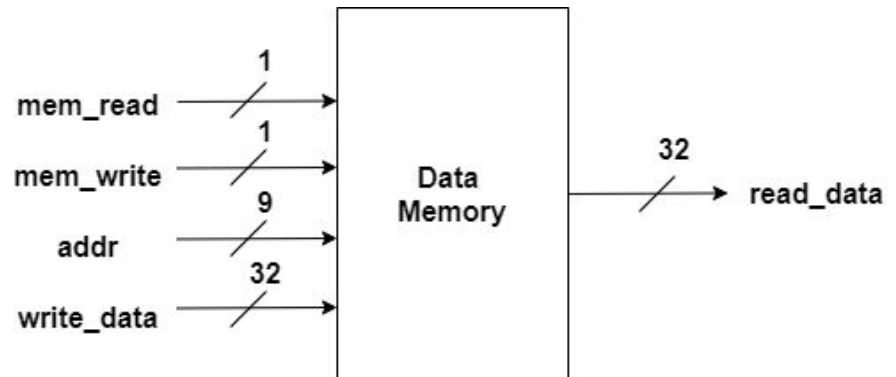 1
mem_read
1
mem_write
9
addr
32
write_data
Data
Memory
32
read_data